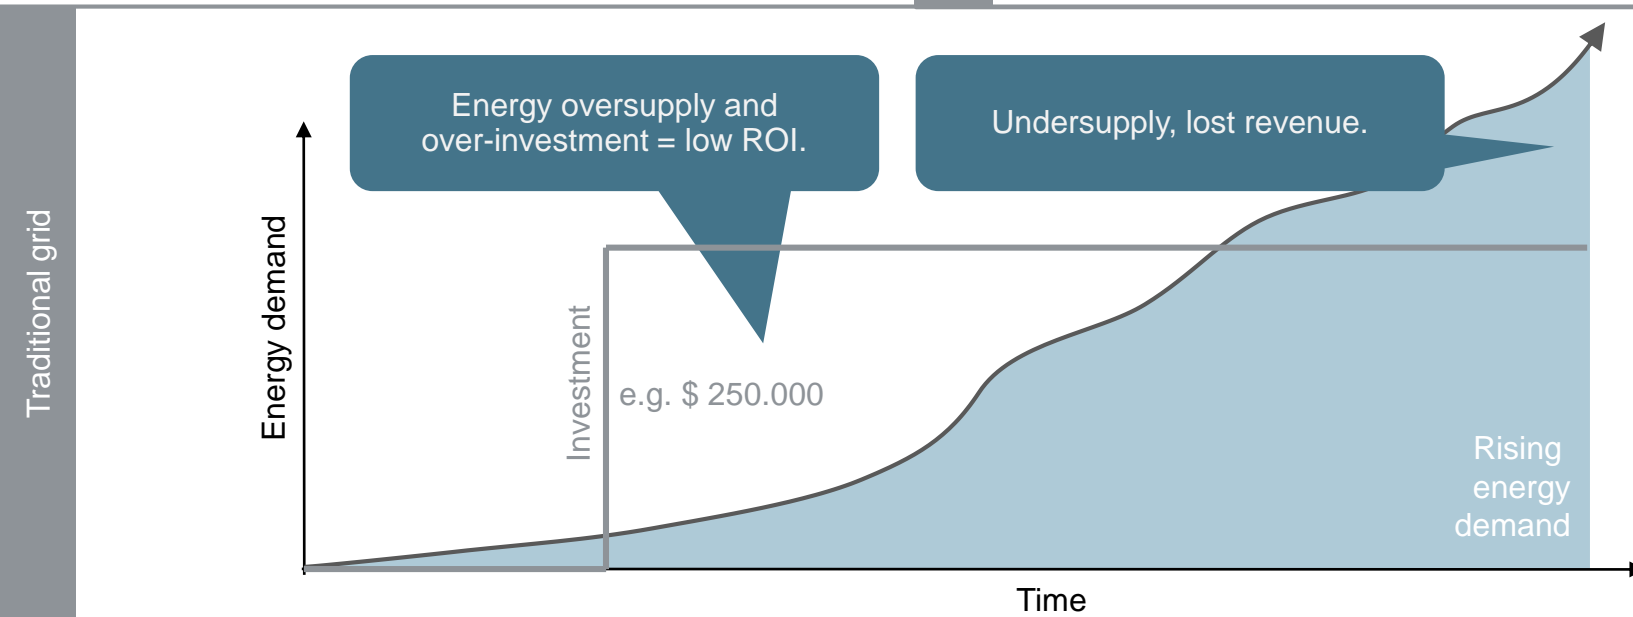 Traditional grid
Energy oversupply and
over-investment = low ROI.
Undersupply, lost revenue.
Energy demand
Investment
e.g. $ 250.000
Rising
energy
demand
Time